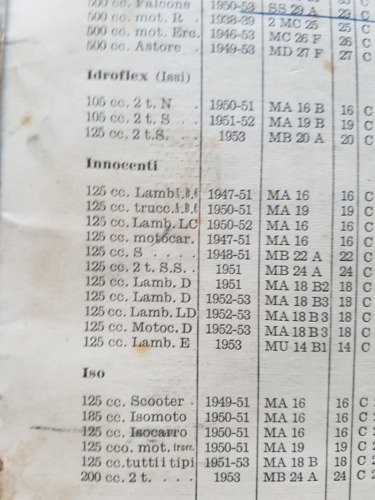 500 cc. Falcone 1950-53 SS 29 A 29 C
500 cc. mot. R 1938-39 2 MC 25 25 C
500 cc. mot. Erc. 1946-53 MC 26 F 26 C
500 cc. Astore . 1949-53 MD 27 F 27 C
Idroflex (Issi)
105 cc. 2 t. N . 1950-51 MA 16 B 16 C
105 cc. 2 t. S . 1951-52 MA 19 B 19 C
125 cc. 2 t.S. . 1953 MB 20 A 20 C
Innocenti
125 cc. Lambi. 1947-51 MA 16 16 C
125 cc. trucc. 1950-51 MA 19 19 C
125 cc. Lamb. LC 1950-52 MA 16 16 C
125 cc. motocar. 1947-51 MA 16 16 C
125 cc. S . . . . 1948-51 MB 22 A 22 C
125 cc. 2 t. S.S. . 1951 MB 24 A 24 C
125 cc. Lamb. D 1951 MA 18 B2 18 C
125 cc. Lamb. D 1952-53 MA 18 B3 18 C
125 cc. Lamb. LD 1952-53 MA 18 B 3 18 C
125 cc. Motoc. D 1952-53 MA 18 B 3 18 C
125 cc. Lamb. E 1953 MU 14 B1 14 C
Iso
125 cc. Scooter . 1949-51 MA 16 16 C
185 cc. Isomoto 1950-51 MA 16 16 C
125 cc. Isocarro 1950-51 MA 16 16 C
125 cco. mot. trucc. 1950-51 MA 19 19 C
125 cc. tutti i tipi 1951-53 MA 18 B 18 C
200 cc. 2 t. . 1953 MB 24 A 24 C